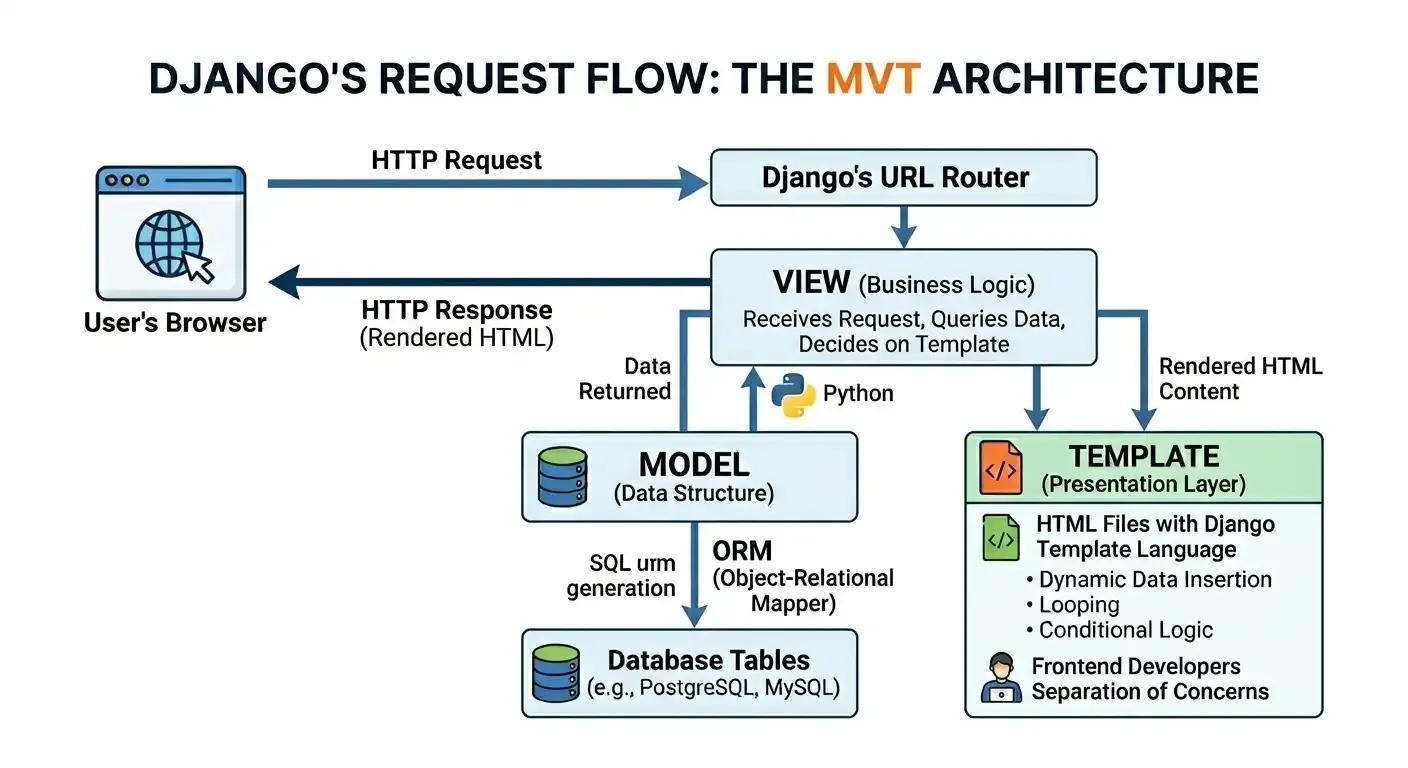 DJANGO'S REQUEST FLOW: THE MVT ARCHITECTURE
HTTP Request
Django's URL Router
User's Browser
HTTP Response
(Rendered HTML)
VIEW (Business Logic)
Receives Request, Queries Data,
Decides on Template
Data
Returned
Python
Rendered HTML
Content
MODEL
(Data Structure)
SQL urm
generation
ORM
(Object-Relational
Mapper)
Database Tables
(e.g., PostgreSQL, MySQL)
</>
TEMPLATE
(Presentation Layer)
</>
HTML Files with Django
Template Language
• Dynamic Data Insertion
• Looping
• Conditional Logic
Frontend Developers
Separation of Concerns